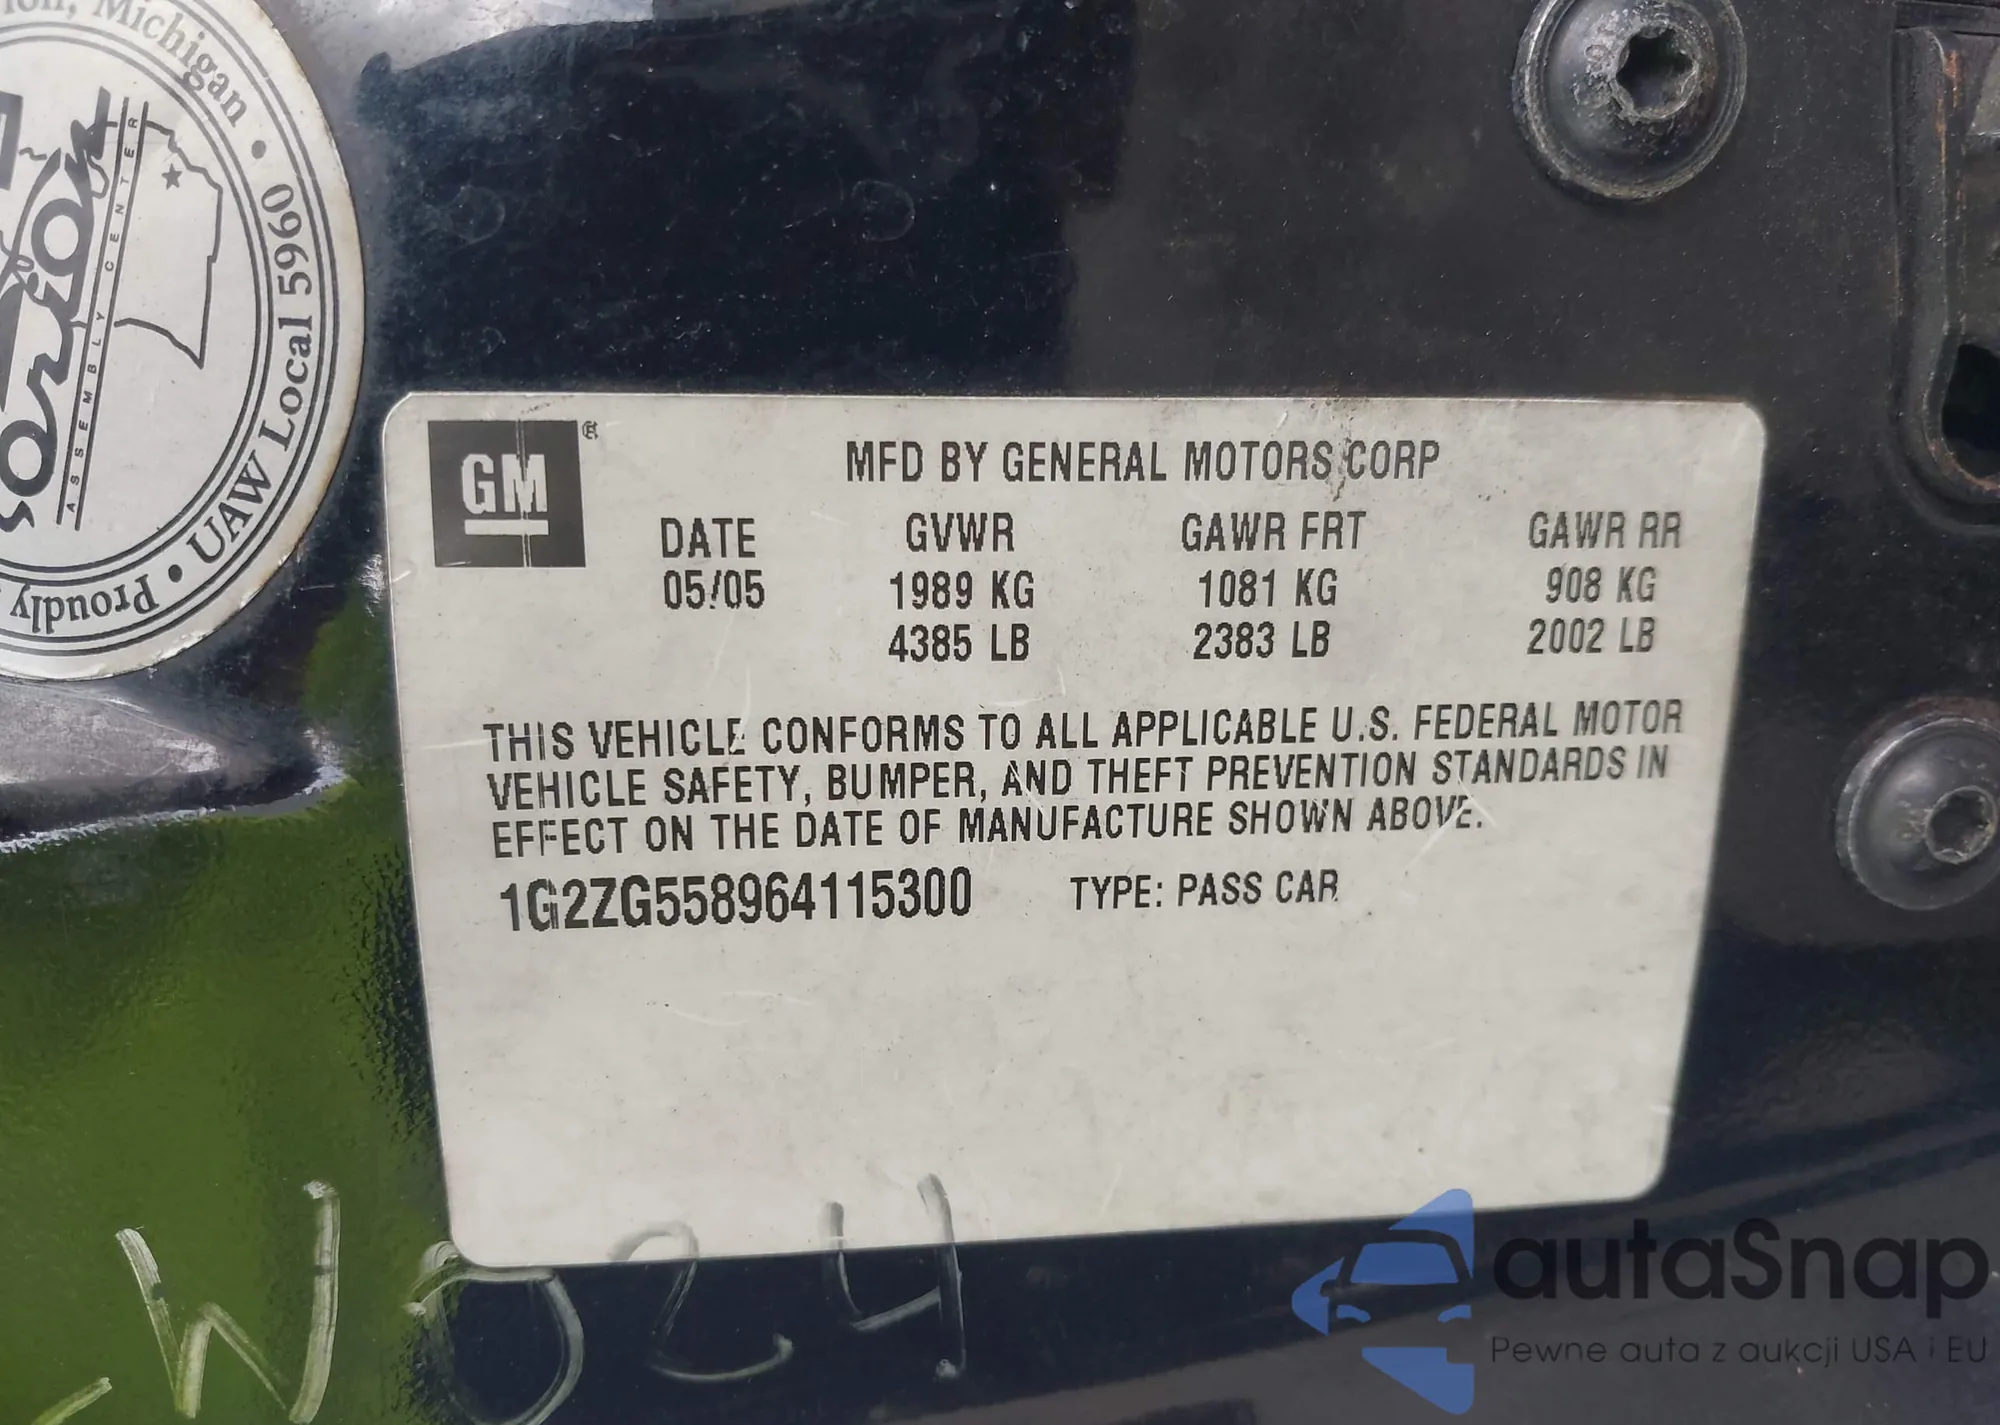 Michigan • UAW Local 5960 • Proudly
ASSEMBLY CENTER
GM
MFD BY GENERAL MOTORS CORP
DATE GVWR GAWR FRT GAWR RR
05/05 1989 KG 1081 KG 908 KG
4385 LB 2383 LB 2002 LB
THIS VEHICLE CONFORMS TO ALL APPLICABLE U.S. FEDERAL MOTOR
VEHICLE SAFETY, BUMPER, AND THEFT PREVENTION STANDARDS IN
EFFECT ON THE DATE OF MANUFACTURE SHOWN ABOVE.
1G2ZG558964115300 TYPE: PASS CAR
W024
autaSnap
Pewne auta z aukcji USA i EU